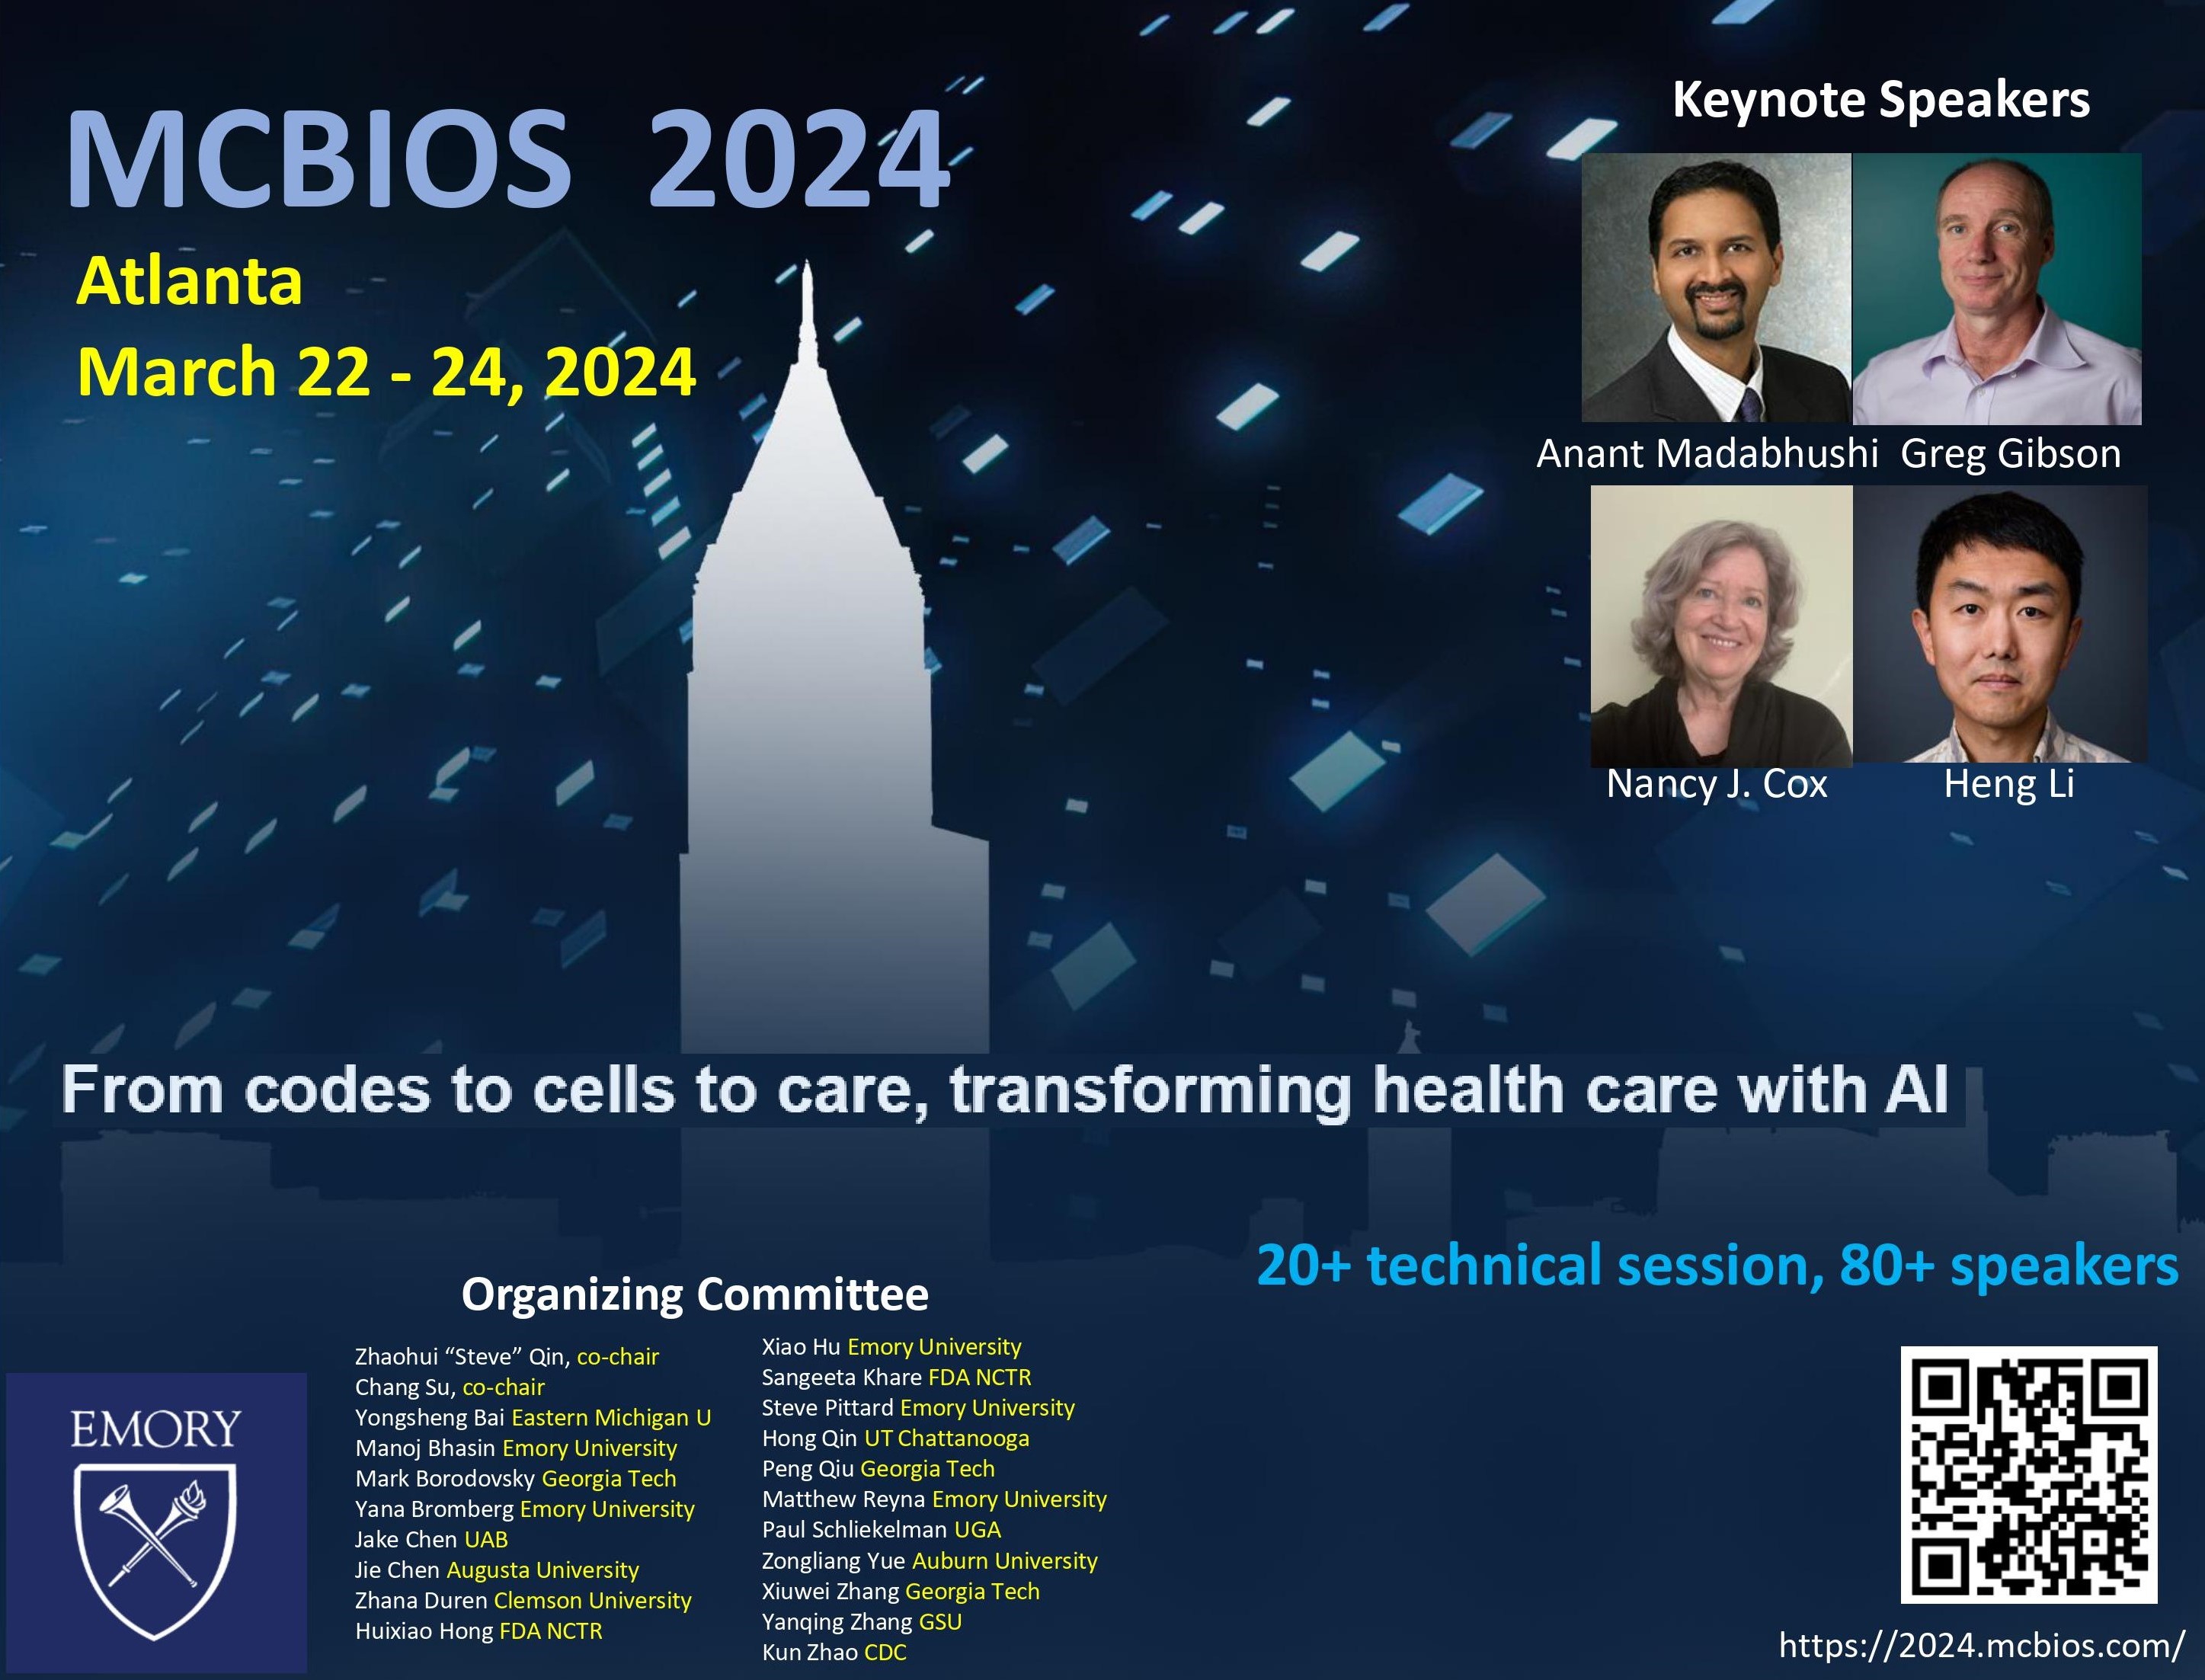 MCBIOS 2024
Atlanta
March 22 - 24, 2024
Keynote Speakers
Anant Madabhushi Greg Gibson
Nancy J. Cox Heng Li
From codes to cells to care, transforming health care with AI
20+ technical session, 80+ speakers
Organizing Committee
Zhaohui “Steve” Qin, co-chair
Chang Su, co-chair
Yongsheng Bai Eastern Michigan U
Manoj Bhasin Emory University
Mark Borodovsky Georgia Tech
Yana Bromberg Emory University
Jake Chen UAB
Jie Chen Augusta University
Zhana Duren Clemson University
Huixiao Hong FDA NCTR
Xiao Hu Emory University
Sangeeta Khare FDA NCTR
Steve Pittard Emory University
Hong Qin UT Chattanooga
Peng Qiu Georgia Tech
Matthew Reyna Emory University
Paul Schliekelman UGA
Zongliang Yue Auburn University
Xiuwei Zhang Georgia Tech
Yanqing Zhang GSU
Kun Zhao CDC
EMORY
https://2024.mcbios.com/